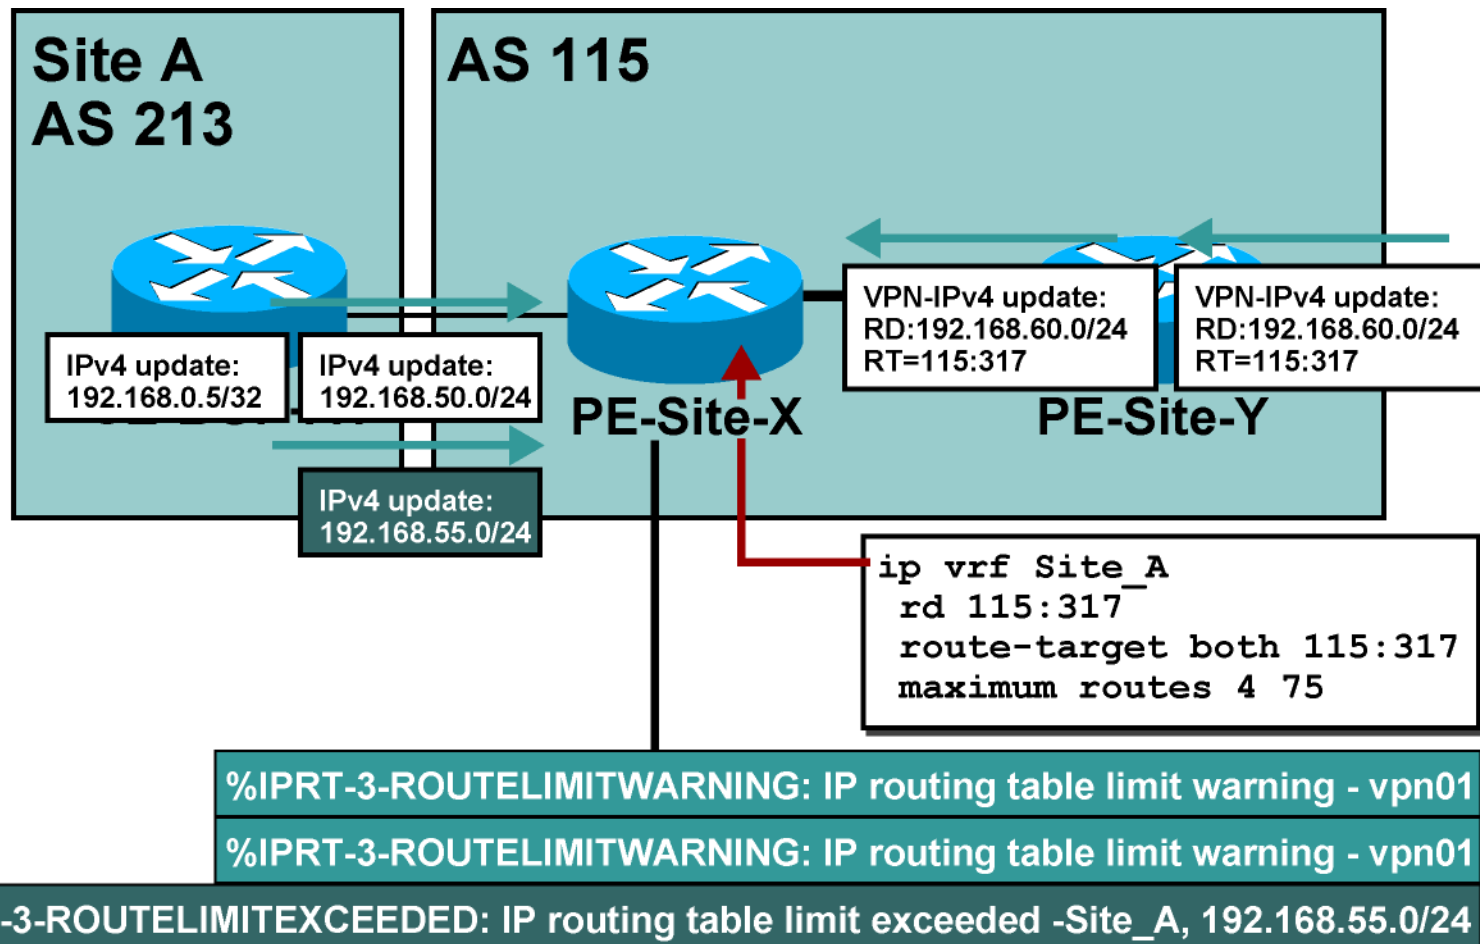 Site A
AS 213
AS 115
IPv4 update:
192.168.0.5/32
IPv4 update:
192.168.50.0/24
IPv4 update:
192.168.55.0/24
PE-Site-X
VPN-IPv4 update:
RD:192.168.60.0/24
RT=115:317
VPN-IPv4 update:
RD:192.168.60.0/24
RT=115:317
PE-Site-Y
ip vrf Site_A
rd 115:317
route-target both 115:317
maximum routes 4 75
%IPRT-3-ROUTELIMITWARNING: IP routing table limit warning - vpn01
%IPRT-3-ROUTELIMITWARNING: IP routing table limit warning - vpn01
-3-ROUTELIMITEXCEEDED: IP routing table limit exceeded -Site_A, 192.168.55.0/24